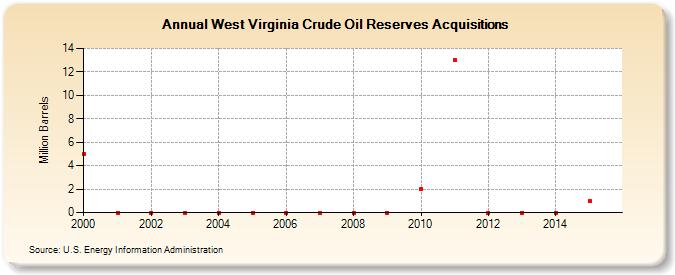 Annual West Virginia Crude Oil Reserves Acquisitions
Million Barrels
14
12
10
8
6
4
2
0
2000 2002 2004 2006 2008 2010 2012 2014
Source: U.S. Energy Information Administration